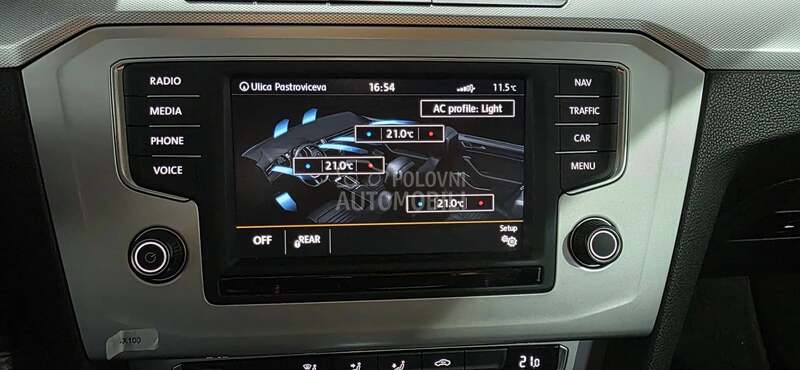 RADIO
MEDIA
PHONE
VOICE
Ulica Pastroviceva 16:54 11.5°C
AC profile: Light
21.0°C
21.0°C
21.0°C
POLOVNI
AUTOMOBILI
OFF REAR Setup
NAV
TRAFFIC
CAR
MENU
21.0